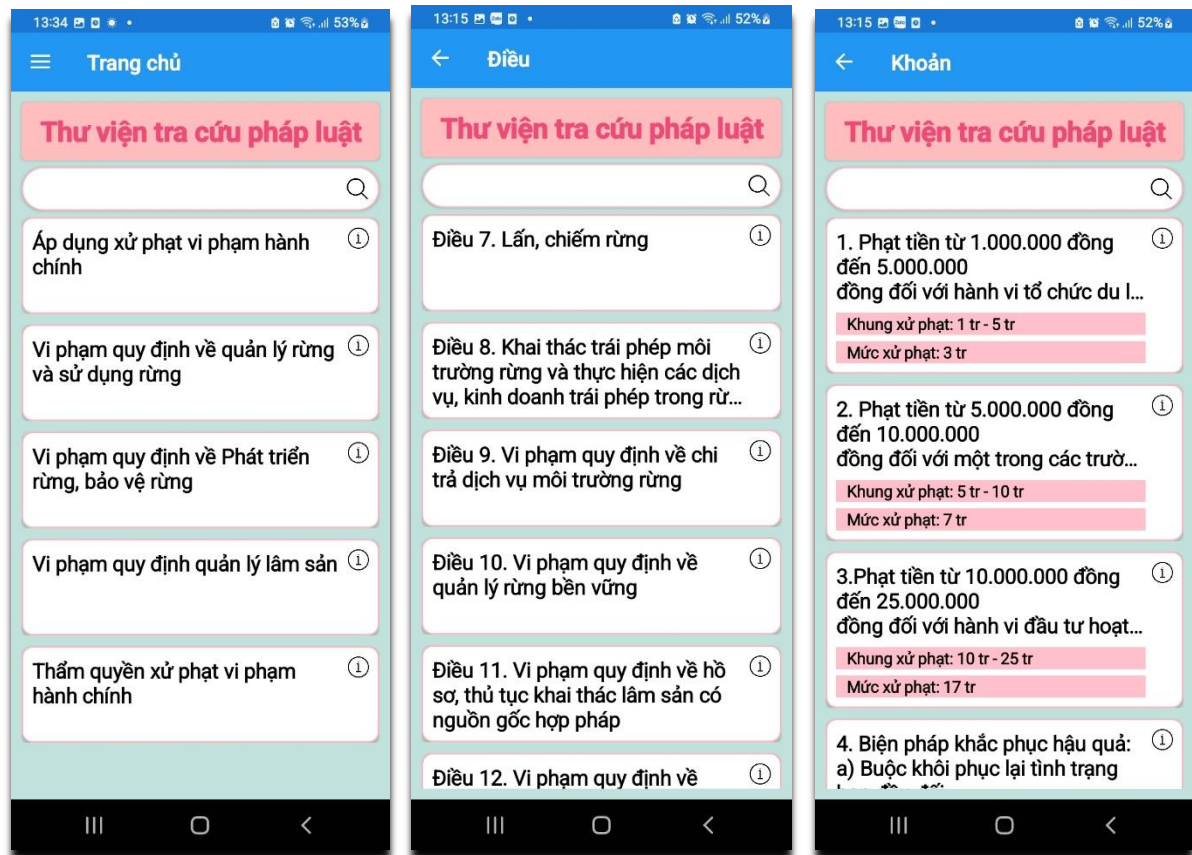 13:34
53%
Trang chủ
Thư viện tra cứu pháp luật
Áp dụng xử phạt vi phạm hành
chính
Vi phạm quy định về quản lý rừng
và sử dụng rừng
Vi phạm quy định về Phát triển
rừng, bảo vệ rừng
Vi phạm quy định quản lý lâm sản
Thẩm quyền xử phạt vi phạm
hành chính
13:15
52%
Điều
Thư viện tra cứu pháp luật
Điều 7. Lấn, chiếm rừng
Điều 8. Khai thác trái phép môi
trường rừng và thực hiện các dịch
vụ, kinh doanh trái phép trong rừ...
Điều 9. Vi phạm quy định về chi
trả dịch vụ môi trường rừng
Điều 10. Vi phạm quy định về
quản lý rừng bền vững
Điều 11. Vi phạm quy định về hồ
sơ, thủ tục khai thác lâm sản có
nguồn gốc hợp pháp
Điều 12. Vi phạm quy định về
13:15
52%
Khoản
Thư viện tra cứu pháp luật
1. Phạt tiền từ 1.000.000 đồng
đến 5.000.000
đồng đối với hành vi tổ chức du l...
Khung xử phạt: 1 tr - 5 tr
Mức xử phạt: 3 tr
2. Phạt tiền từ 5.000.000 đồng
đến 10.000.000
đồng đối với một trong các trườ...
Khung xử phạt: 5 tr - 10 tr
Mức xử phạt: 7 tr
3.Phạt tiền từ 10.000.000 đồng
đến 25.000.000
đồng đối với hành vi đầu tư hoạt...
Khung xử phạt: 10 tr - 25 tr
Mức xử phạt: 17 tr
4. Biện pháp khắc phục hậu quả:
a) Buộc khôi phục lại tình trạng